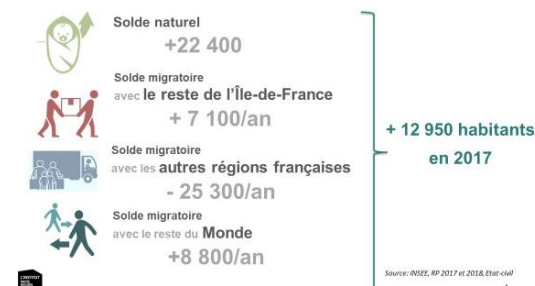 Solde naturel
+22 400
Solde migratoire
avec le reste de l'Île-de-France
+ 7 100/an
Solde migratoire
avec les autres régions françaises
- 25 300/an
Solde migratoire
avec le reste du Monde
+8 800/an
+ 12 950 habitants
en 2017
Source: INSEE, RP 2017 et 2018, Etat-civil
L'INSTITUT